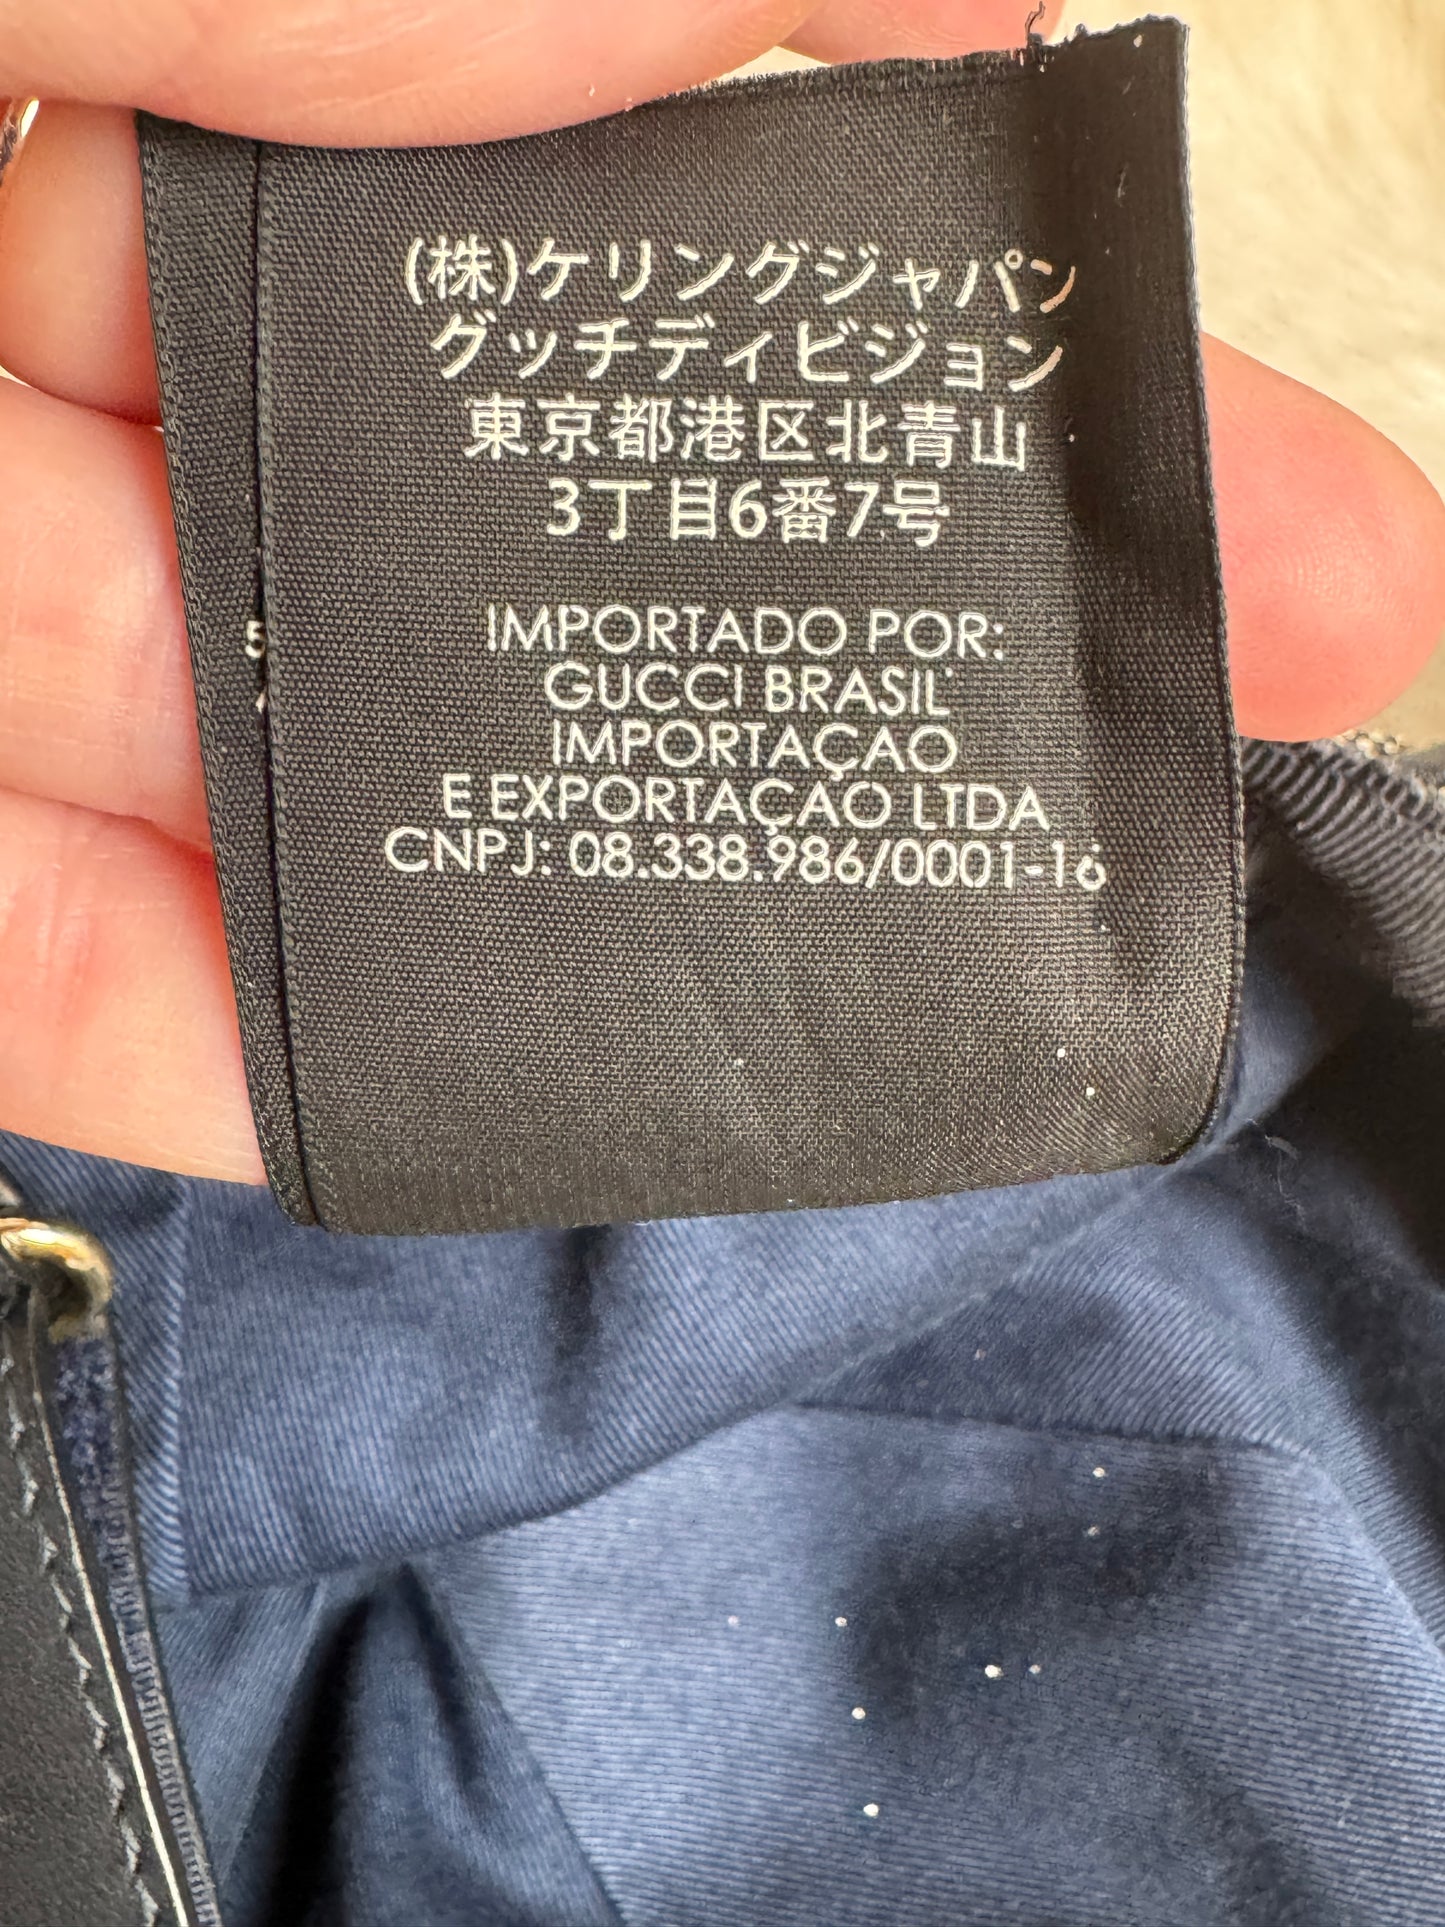 (株)ケリングジャパン
グッチディビジョン
東京都港区北青山
3丁目6番7号
IMPORTADO POR:
GUCCI BRASIL
IMPORTAÇAO
E EXPORTAÇAO LTDA
CNPJ: 08.338.986/0001-16
5